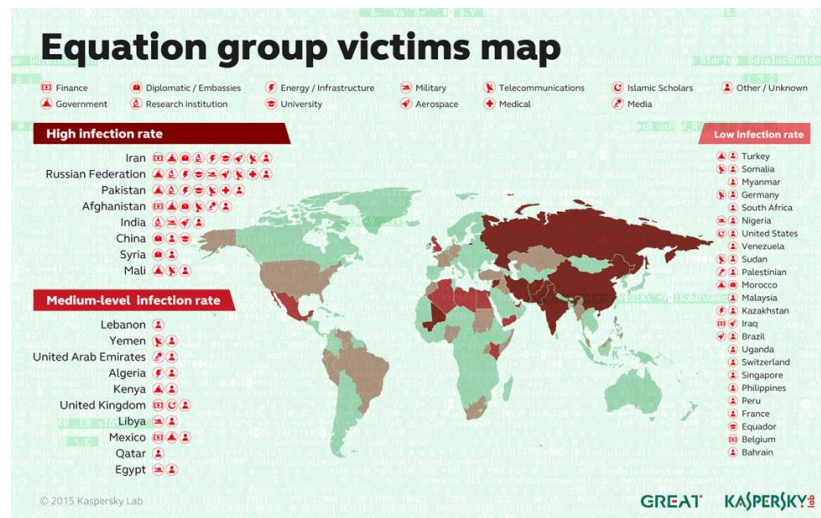 Equation group victims map
Finance
Diplomatic / Embassies
Energy / Infrastructure
Military
Telecommunications
Islamic Scholars
Other / Unknown
Government
Research institution
University
Aerospace
Medical
Media
High infection rate
Iran
Russian Federation
Pakistan
Afghanistan
India
China
Syria
Mali
Medium-level infection rate
Lebanon
Yemen
United Arab Emirates
Algeria
Kenya
United Kingdom
Libya
Mexico
Qatar
Egypt
Low infection rate
Turkey
Somalia
Myanmar
Germany
South Africa
Nigeria
United States
Venezuela
Sudan
Palestinian
Morocco
Malaysia
Kazakhstan
Iraq
Brazil
Uganda
Switzerland
Singapore
Philippines
Peru
France
Equador
Belgium
Bahrain
© 2015 Kaspersky Lab
GREAT
KASPERSKY lab